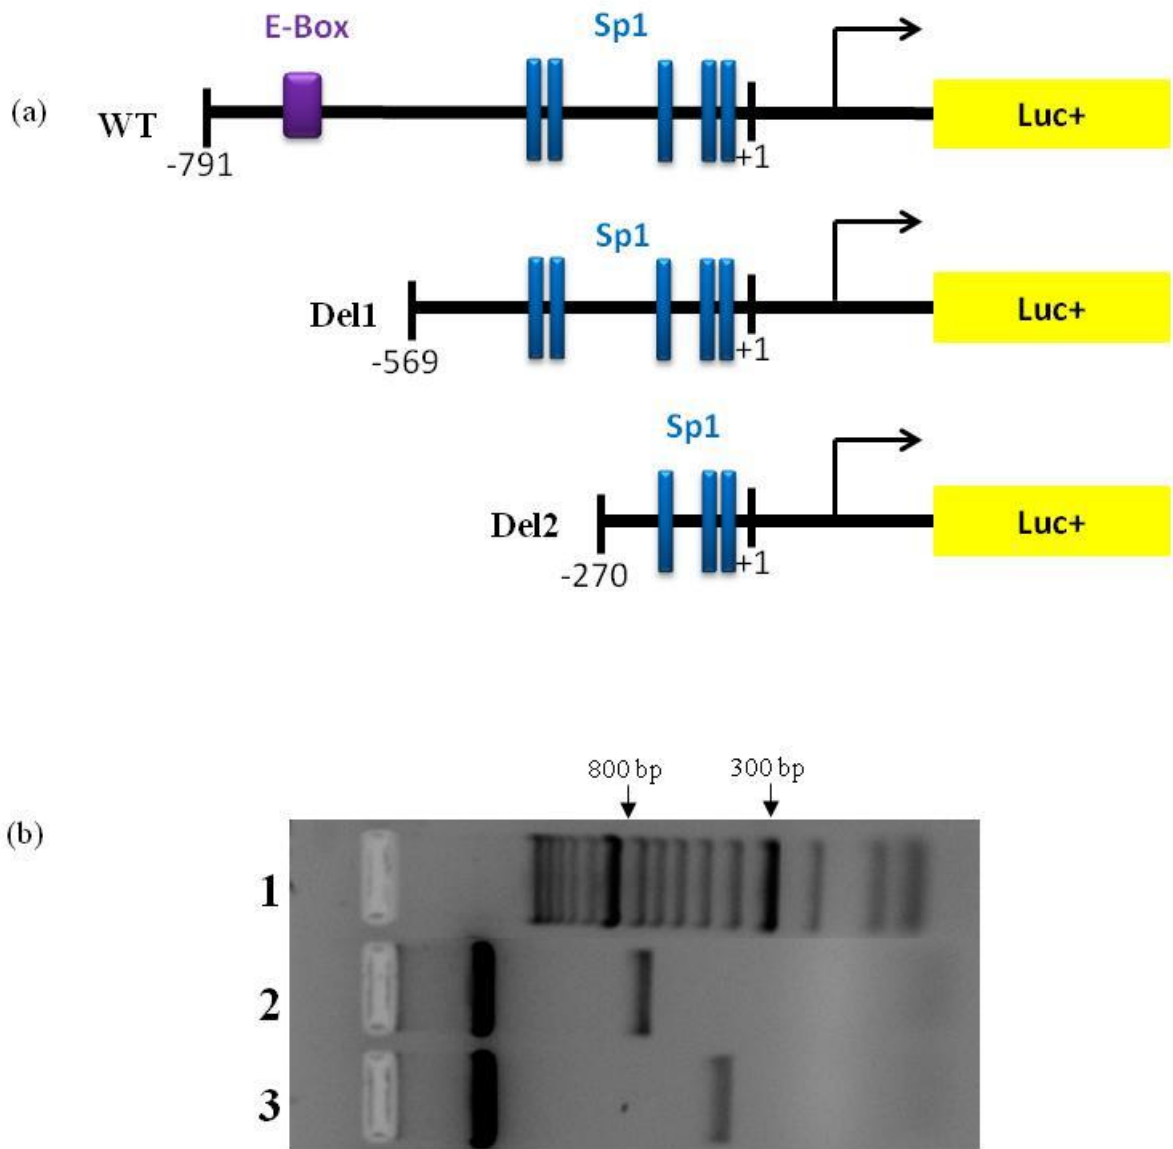 (a)
E-Box
Sp1
WT
-791
+1
Luc+
Sp1
Del1
-569
+1
Luc+
Sp1
Del2
-270
+1
Luc+
(b)
800 bp
300 bp
1
2
3